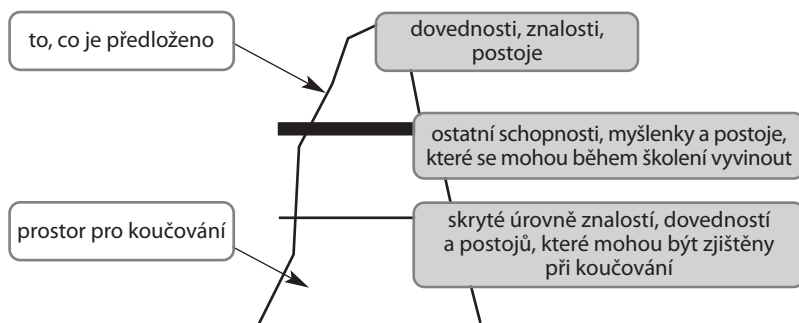 to, co je předloženo
dovednosti, znalosti,
postoje
ostatní schopnosti, myšlenky a postoje,
které se mohou během školení vyvinout
prostor pro koučování
skryté úrovně znalostí, dovedností
a postojů, které mohou být zjištěny
při koučování